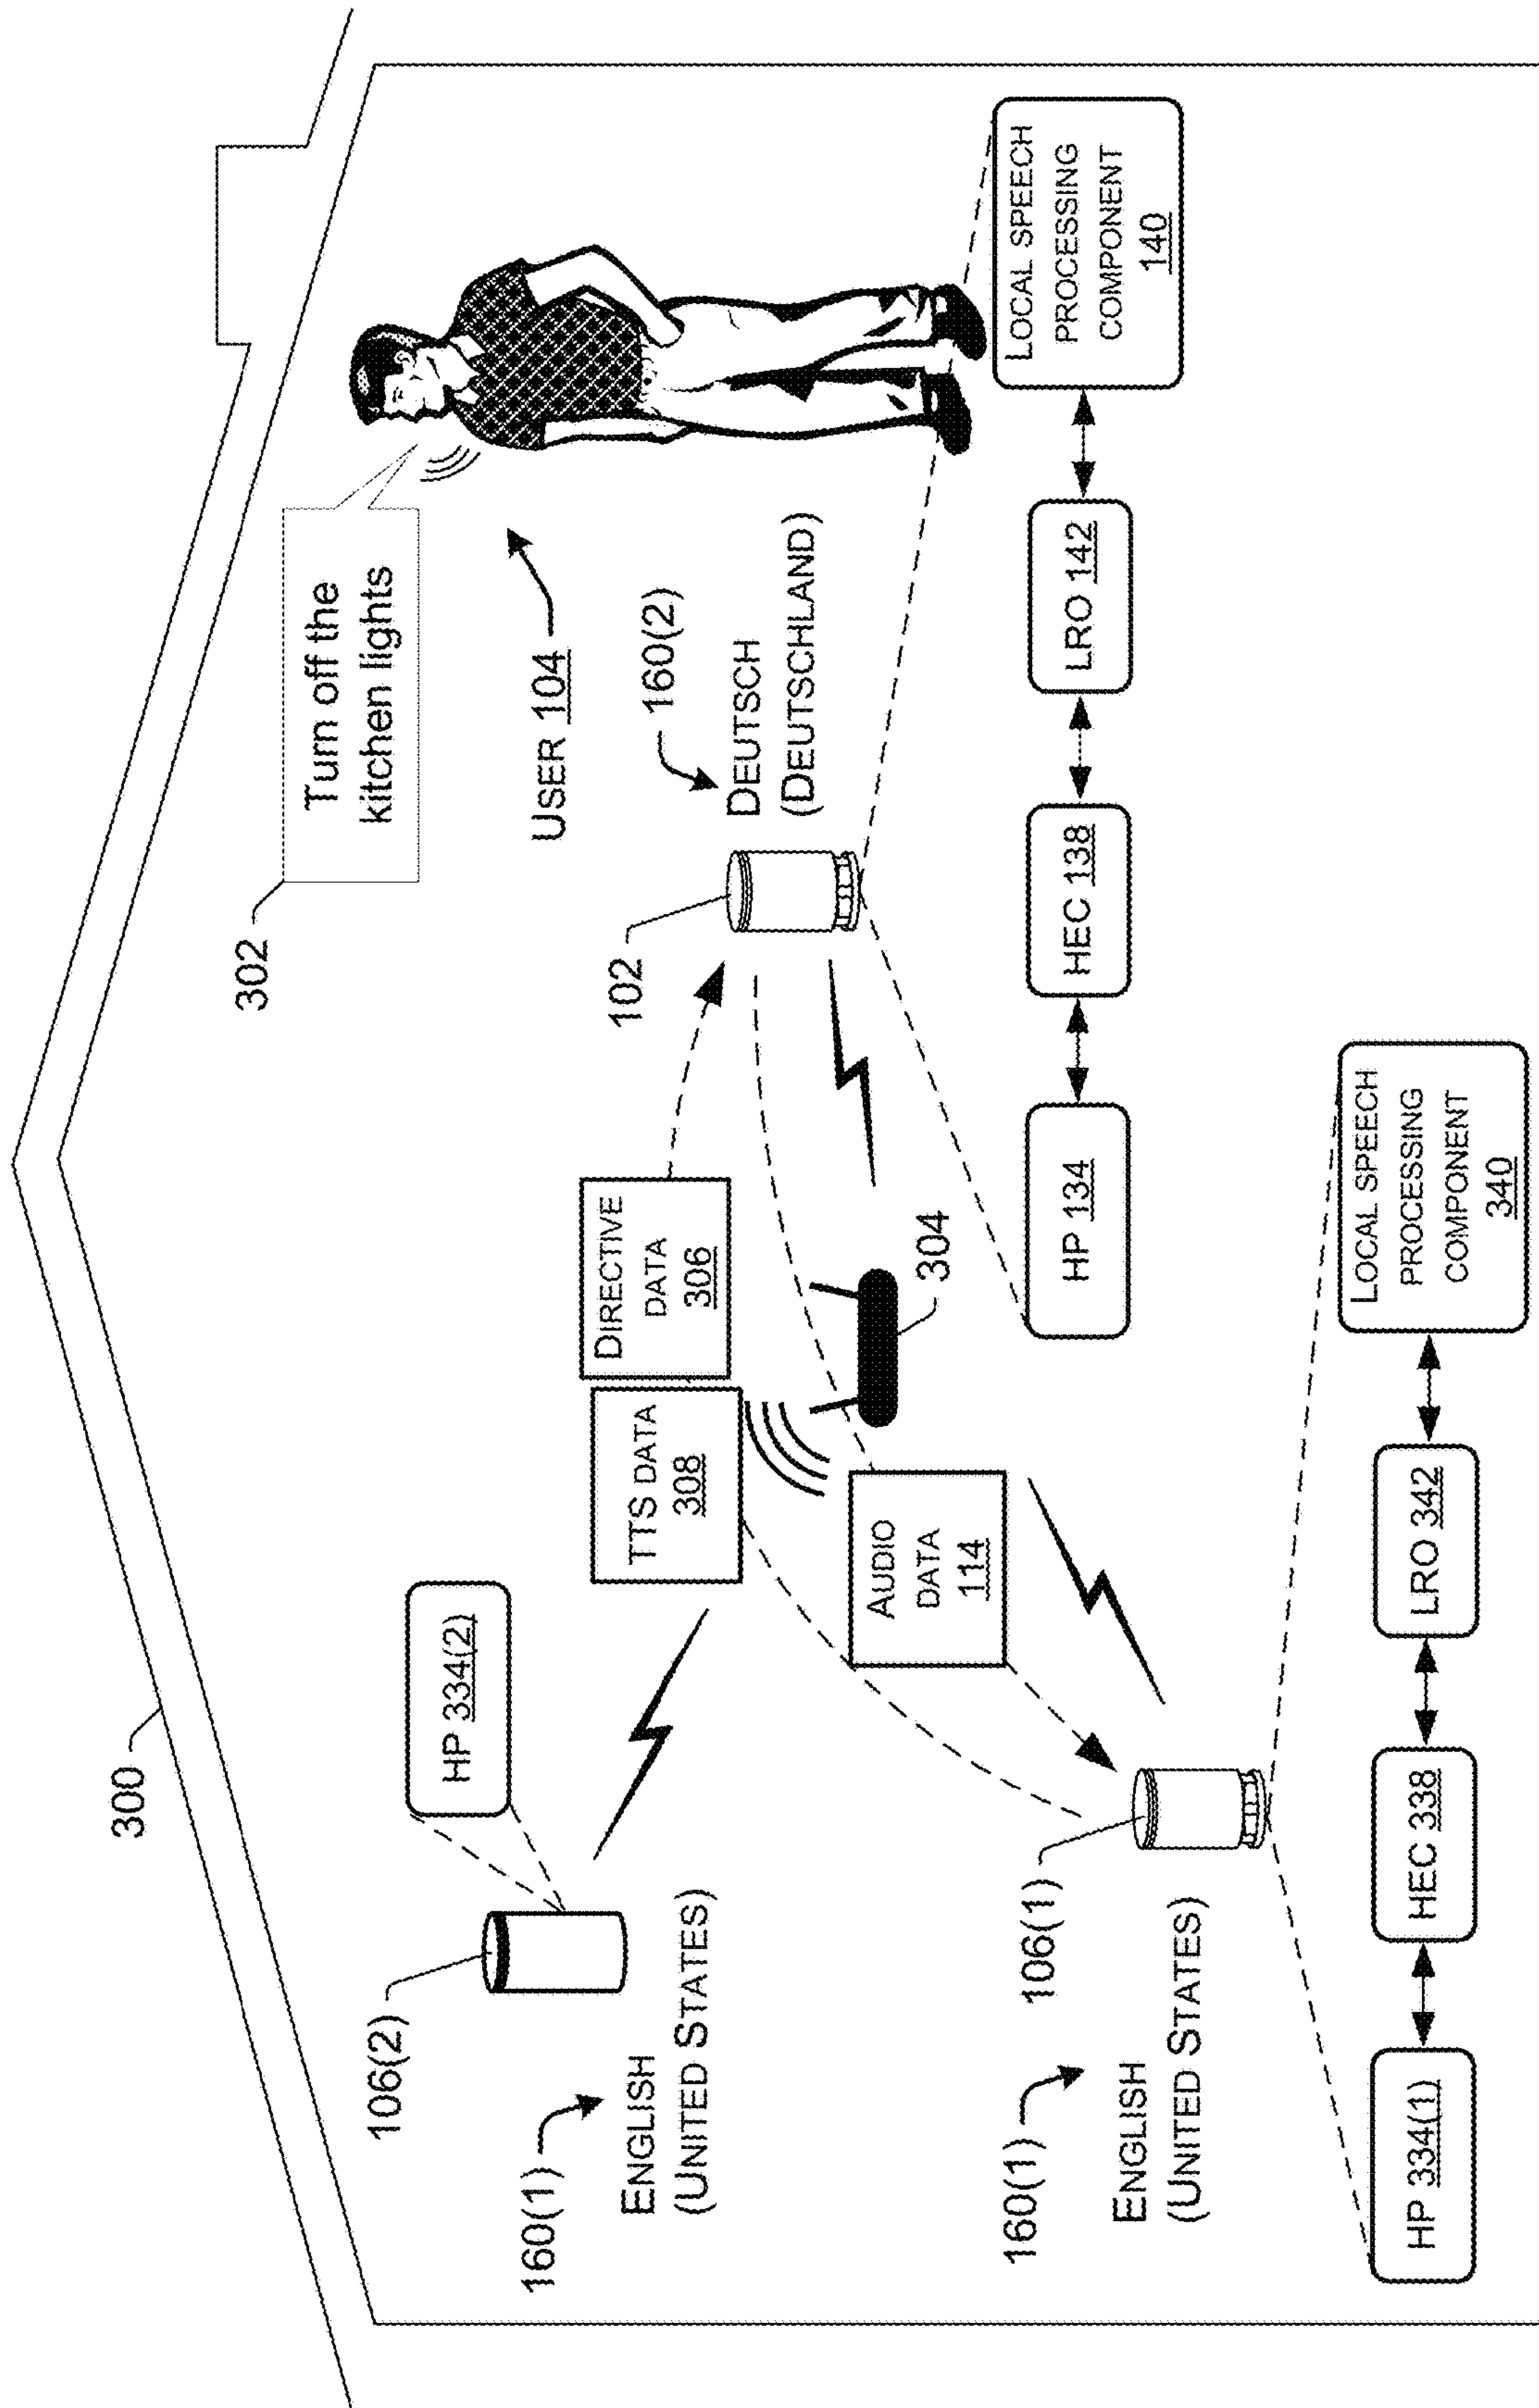 300
302
Turn off the
kitchen lights
USER 104
106(2)
HP 334(2)
160(1)
ENGLISH
(UNITED STATES)
TTS DATA
308
DIRECTIVE
DATA
306
102
160(2)
DEUTSCH
(DEUTSCHLAND)
304
AUDIO
DATA
114
106(1)
160(1)
ENGLISH
(UNITED STATES)
HP 134
HEC 138
LRO 142
LOCAL SPEECH
PROCESSING
COMPONENT
140
HP 334(1)
HEC 338
LRO 342
LOCAL SPEECH
PROCESSING
COMPONENT
340